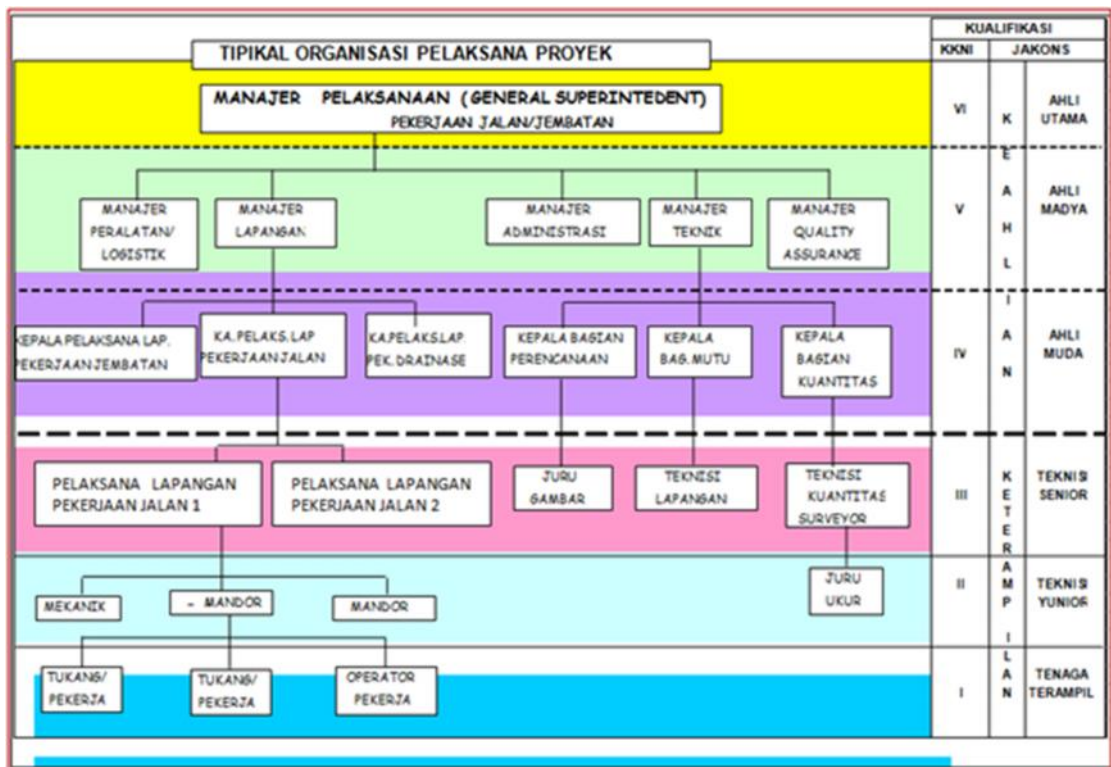 KUALIFIKASI
TIPIKAL ORGANISASI PELAKSANA PROYEK
KKNI
JAKONS
MANAJER PELAKSANAAN (GENERAL SUPERINTEDENT)
PEKERJAAN JALAN/JEMBATAN
VI
AHLI
UTAMA
KEAHLIAN
MANAJER
PERALATAN/
LOGISTIK
MANAJER
LAPANGAN
MANAJER
ADMINISTRASI
MANAJER
TEKNIK
MANAJER
QUALITY
ASSURANCE
V
AHLI
MADYA
KEPALA PELAKSANA LAP.
PEKERJAAN JEMBATAN
KA.PELAKS.LAP
PEKERJAAN JALAN
KA.PELAKS.LAP.
PEK.DRAINASE
KEPALA BAGIAN
PERENCANAAN
KEPALA
BAG.MUTU
KEPALA
BAGIAN
KUANTITAS
IV
AHLI
MUDA
PELAKSANA LAPANGAN
PEKERJAAN JALAN 1
PELAKSANA LAPANGAN
PEKERJAAN JALAN 2
JURU
GAMBAR
TEKNISI
LAPANGAN
TEKNISI
KUANTITAS
SURVEYOR
III
KETERAMPILAN
TEKNISI
SENIOR
MEKANIK
- MANDOR
MANDOR
JURU
UKUR
II
TEKNISI
YUNIOR
TUKANG/
PEKERJA
TUKANG/
PEKERJA
OPERATOR
PEKERJA
I
TENAGA
TERAMPIL